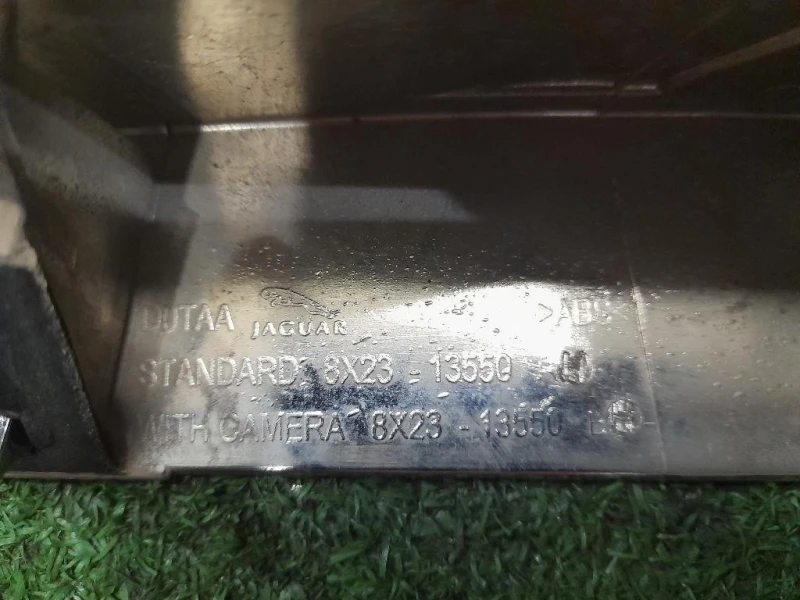 DUTAA JAGUAR >ABS
STANDARD: 8X23 - 13550
WITH CAMERA 8X23 - 13550